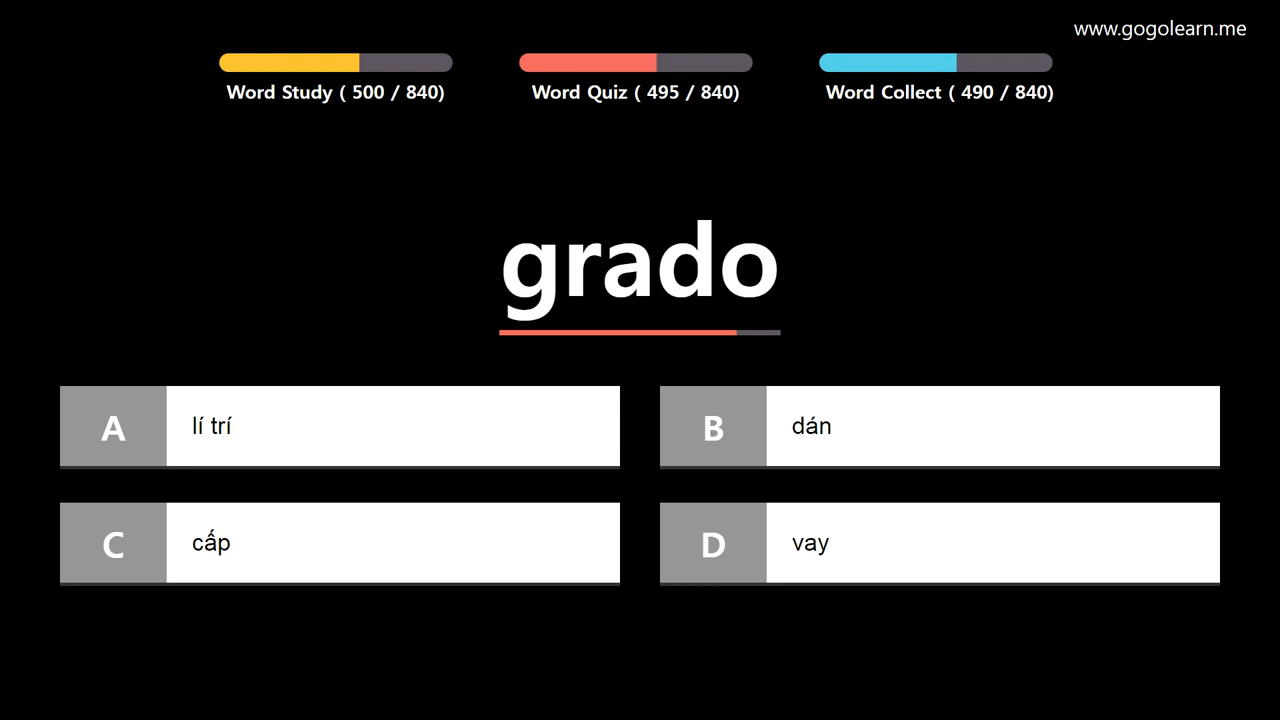 www.gogolearn.me
Word Study ( 500 / 840)
Word Quiz ( 495 / 840)
Word Collect ( 490 / 840)
grado
A lí trí
B dán
C cấp
D vay